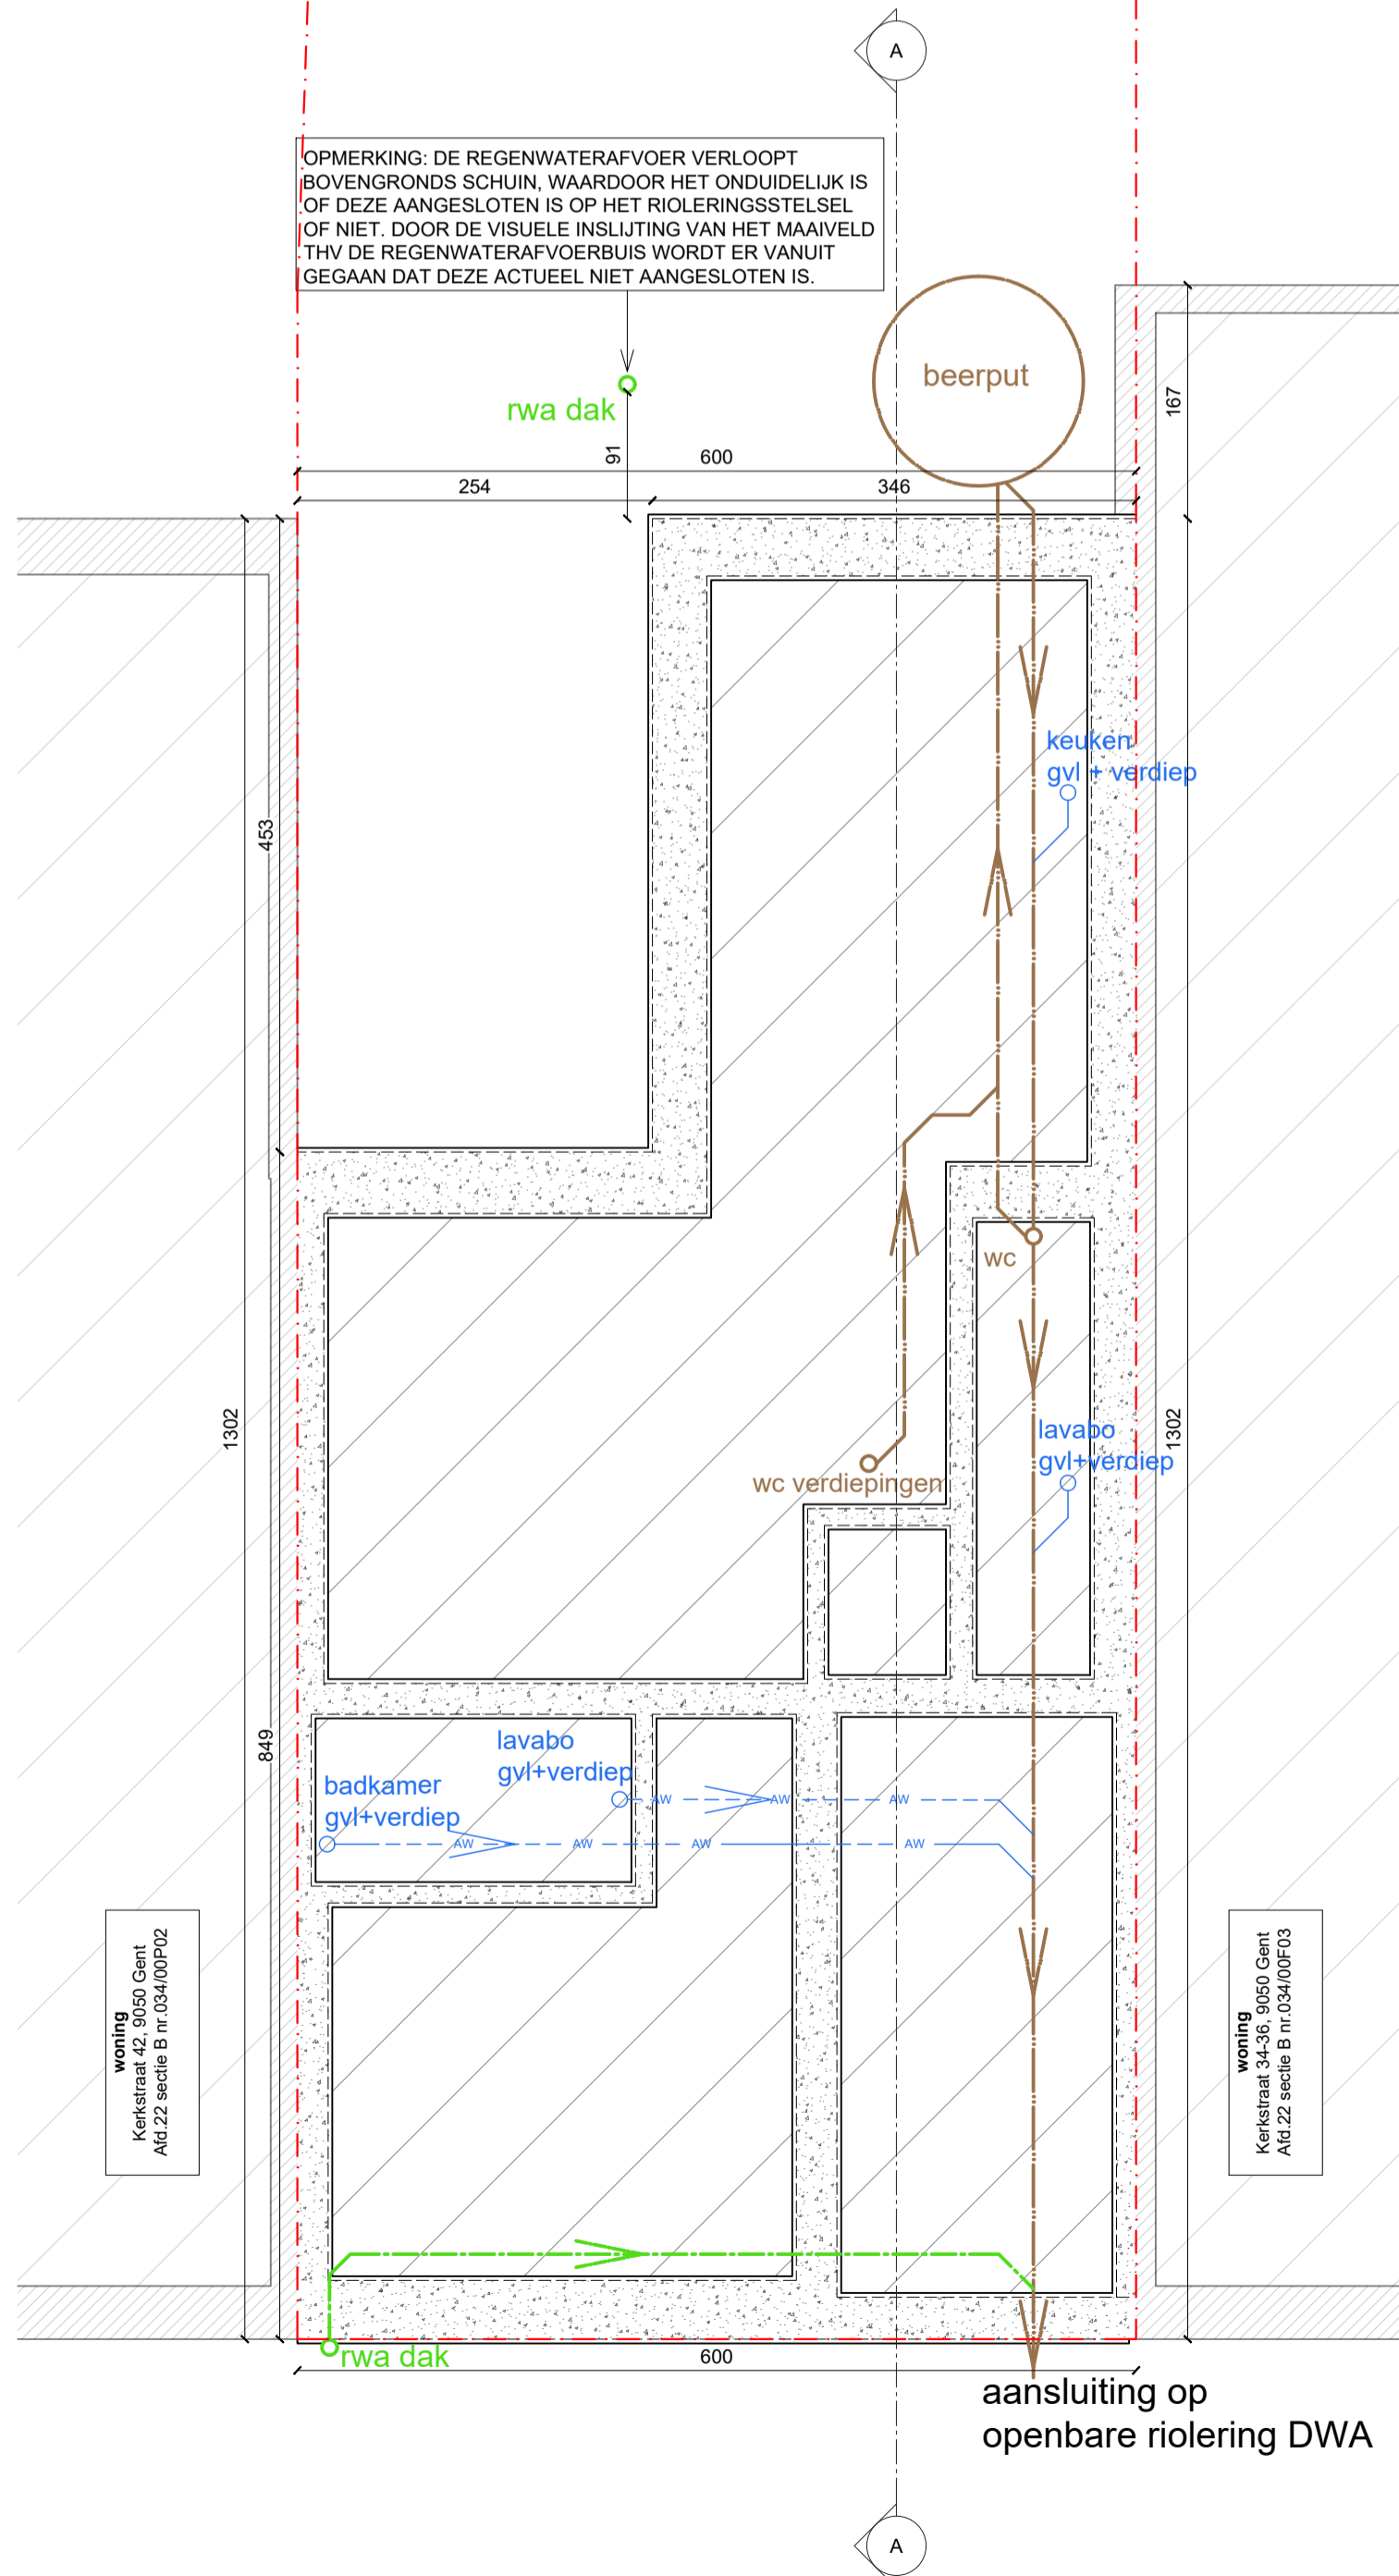 A
OPMERKING: DE REGENWATERAFVOER VERLOOPT
BOVENGRONDS SCHUIN, WAARDOOR HET ONDUIDELIJK IS
OF DEZE AANGESLOTEN IS OP HET RIOLERINGSSTELSEL
OF NIET. DOOR DE VISUELE INSLIJTING VAN HET MAAIVELD
THV DE REGENWATERAFVOERBUIS WORDT ER VANUIT
GEGAAN DAT DEZE ACTUEEL NIET AANGESLOTEN IS.
beerput
rwa dak
167
91
600
254
346
keuken
gvl + verdiep
453
wc
1302
1302
lavabo
gvl+verdiep
wc verdiepingen
849
lavabo
gvl+verdiep
badkamer
gvl+verdiep
AW
AW
AW
AW
AW
AW
AW
woning
Kerkstraat 42, 9050 Gent
Afd.22 sectie B nr.034/00P02
woning
Kerkstraat 34-36, 9050 Gent
Afd.22 sectie B nr.034/00F03
rwa dak
600
aansluiting op
openbare riolering DWA
A